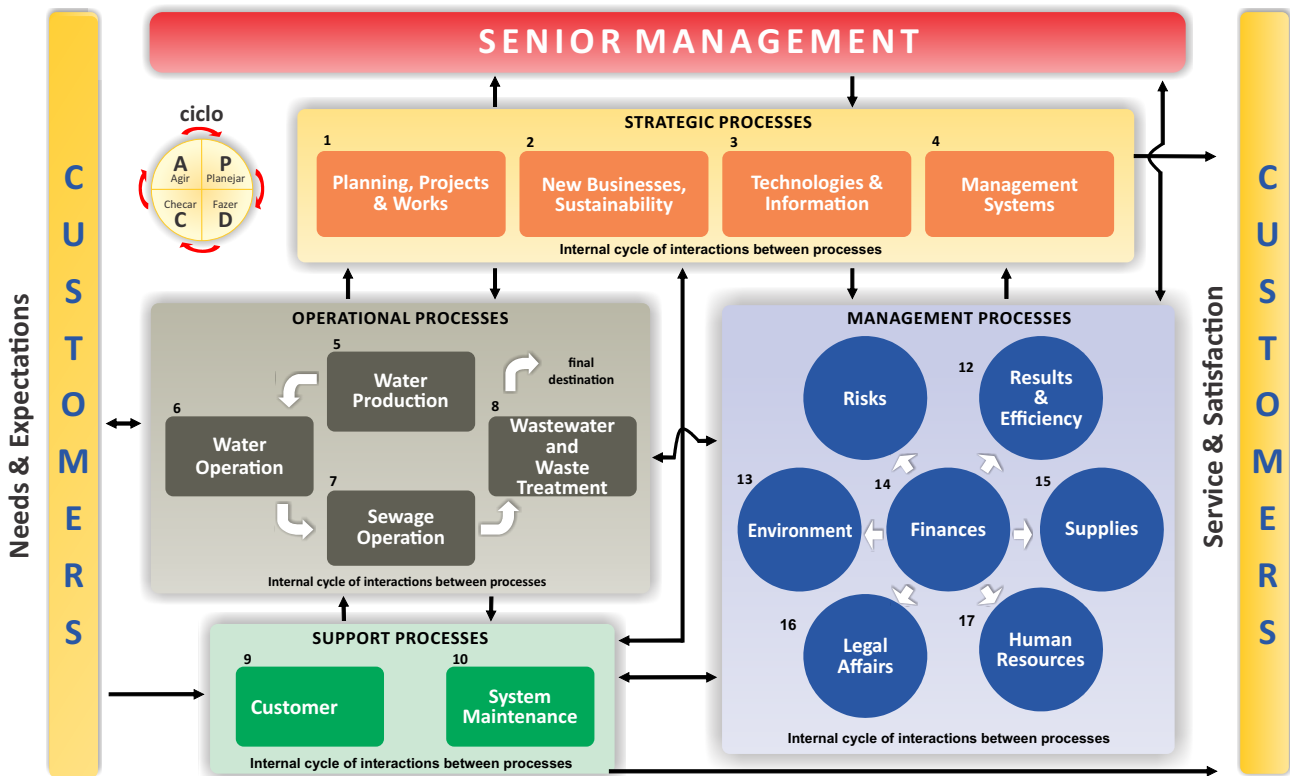 SENIOR MANAGEMENT
Needs & Expectations
CUSTOMERS
ciclo
A
Agir
P
Planejar
Checar
C
Fazer
D
STRATEGIC PROCESSES
1
Planning, Projects
& Works
2
New Businesses,
Sustainability
3
Technologies &
Information
4
Management
Systems
Internal cycle of interactions between processes
OPERATIONAL PROCESSES
5
Water
Production
final
destination
6
Water
Operation
7
Sewage
Operation
8
Wastewater
and
Waste
Treatment
Internal cycle of interactions between processes
SUPPORT PROCESSES
9
Customer
10
System
Maintenance
Internal cycle of interactions between processes
MANAGEMENT PROCESSES
Risks
12
Results
&
Efficiency
13
Environment
14
Finances
15
Supplies
16
Legal
Affairs
17
Human
Resources
Internal cycle of interactions between processes
Service & Satisfaction
CUSTOMERS